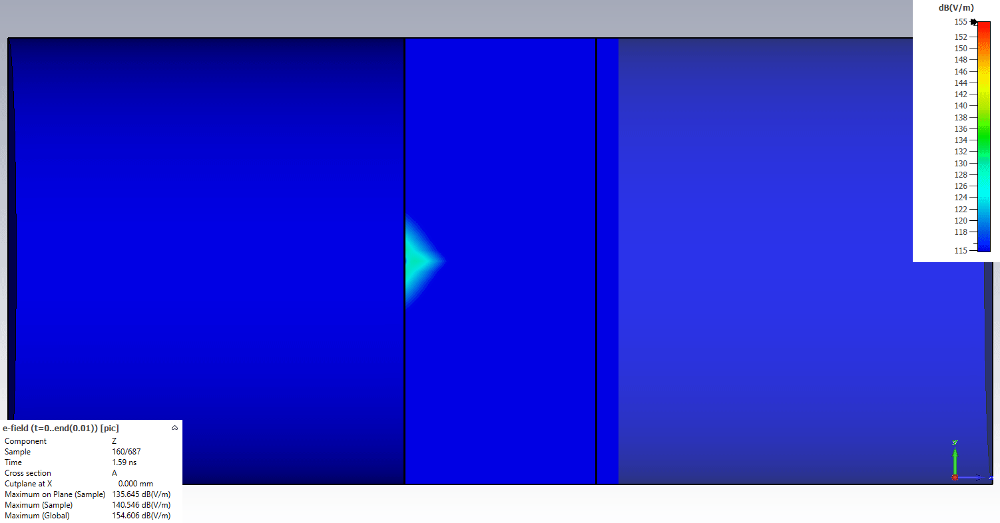 dB(V/m)
155
152
150
148
146
144
142
140
138
136
134
132
130
128
126
124
122
120
118
115
e-field (t=0..end(0.01)) [pic]
Component Z
Sample 160/687
Time 1.59 ns
Cross section A
Cutplane at X 0.000 mm
Maximum on Plane (Sample) 135.645 dB(V/m)
Maximum (Sample) 140.546 dB(V/m)
Maximum (Global) 154.606 dB(V/m)
y
z